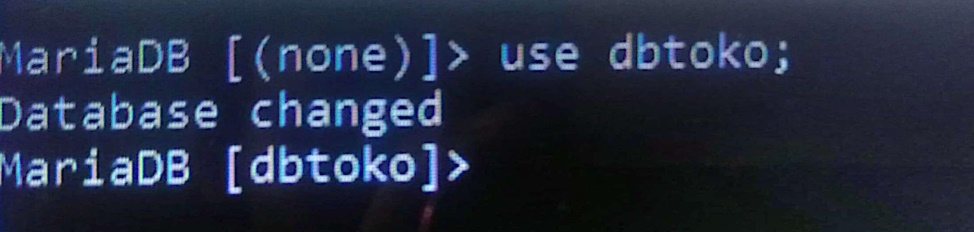 MariaDB [(none)]> use dbtoko;
Database changed
MariaDB [dbtoko]>